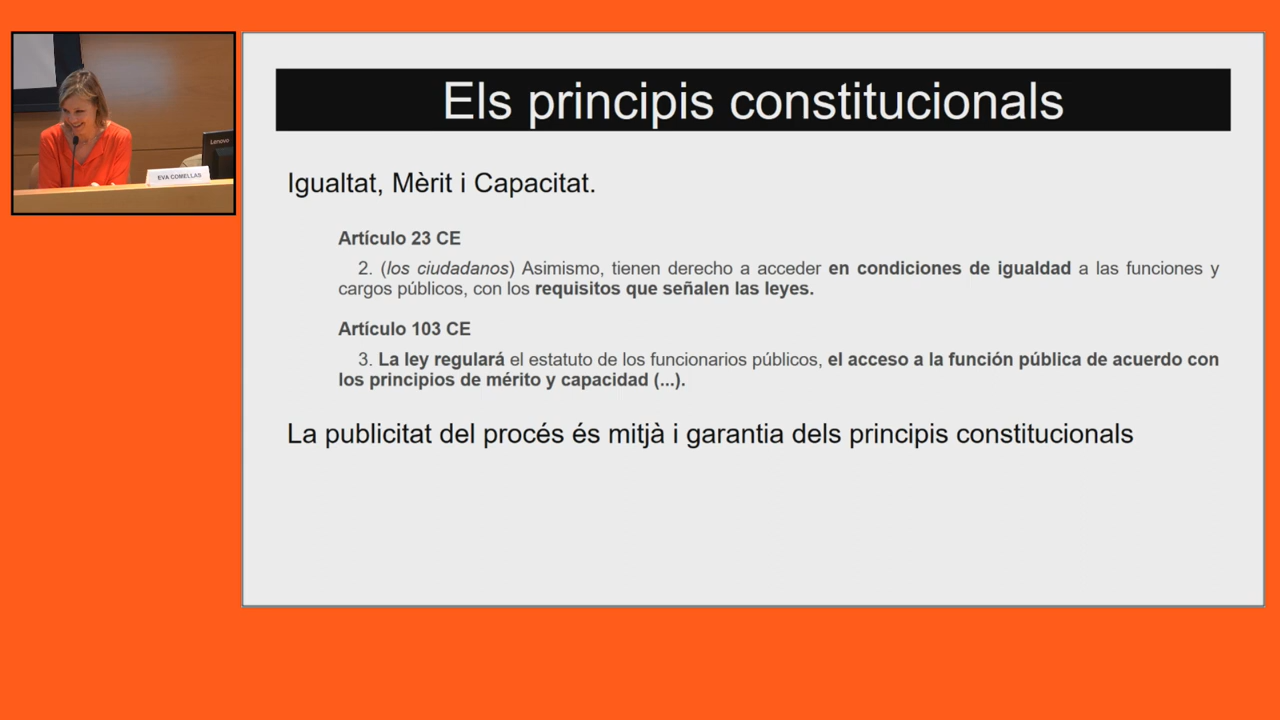 Els principis constitucionals
Igualtat, Mèrit i Capacitat.
Artículo 23 CE
2. (los ciudadanos) Asimismo, tienen derecho a acceder en condiciones de igualdad a las funciones y
cargos públicos, con los requisitos que señalen las leyes.
Artículo 103 CE
3. La ley regulará el estatuto de los funcionarios públicos, el acceso a la función pública de acuerdo con
los principios de mérito y capacidad (...).
La publicitat del procés és mitjà i garantia dels principis constitucionals
Lenovo
EVA COMELLAS